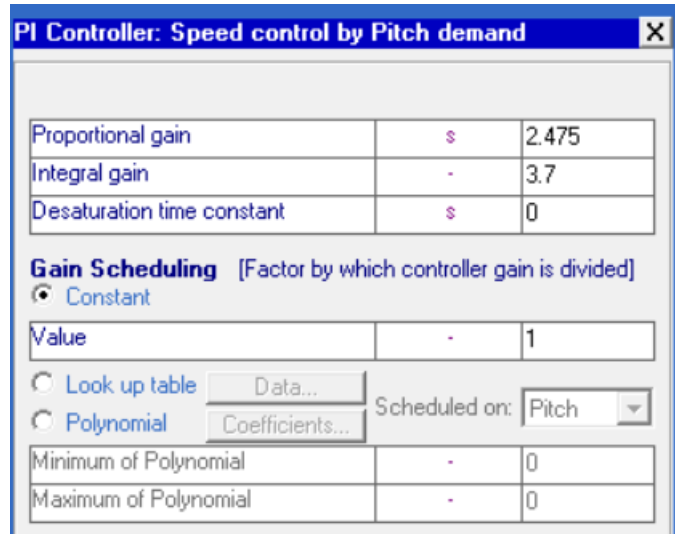 PI Controller: Speed control by Pitch demand X
Proportional gain s 2.475
Integral gain - 3.7
Desaturation time constant s 0
Gain Scheduling [Factor by which controller gain is divided]
Constant
Value - 1
Look up table Data...
Scheduled on: Pitch
Polynomial Coefficients...
Minimum of Polynomial - 0
Maximum of Polynomial - 0